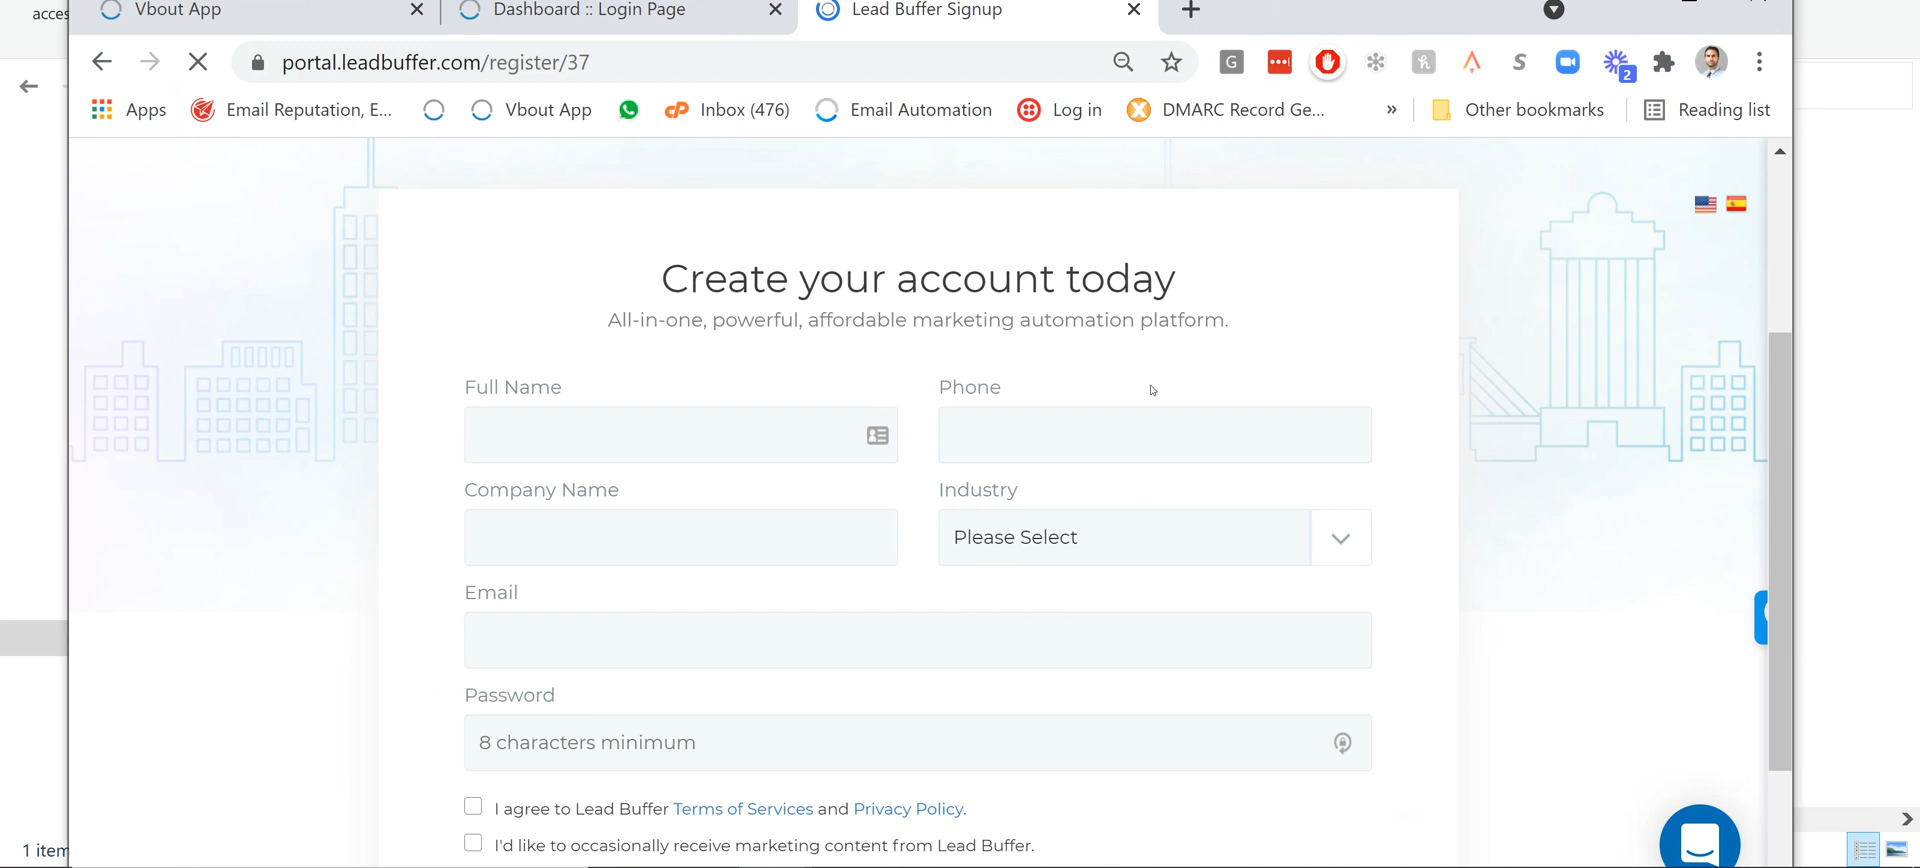 acces
Vbout App
Dashboard :: Login Page
Lead Buffer Signup
portal.leadbuffer.com/register/37
G
S
2
Apps
Email Reputation, E...
Vbout App
cP
Inbox (476)
Email Automation
Log in
DMARC Record Ge...
»
Other bookmarks
Reading list
Create your account today
All-in-one, powerful, affordable marketing automation platform.
Full Name
Phone
Company Name
Industry
Please Select
Email
Password
8 characters minimum
I agree to Lead Buffer Terms of Services and Privacy Policy.
I'd like to occasionally receive marketing content from Lead Buffer.
1 item